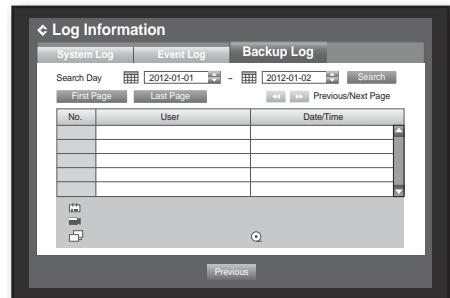 Log Information
System Log Event Log Backup Log
Search Day 2012-01-01 ~ 2012-01-02 Search
First Page Last Page Previous/Next Page
No. User Date/Time
Previous